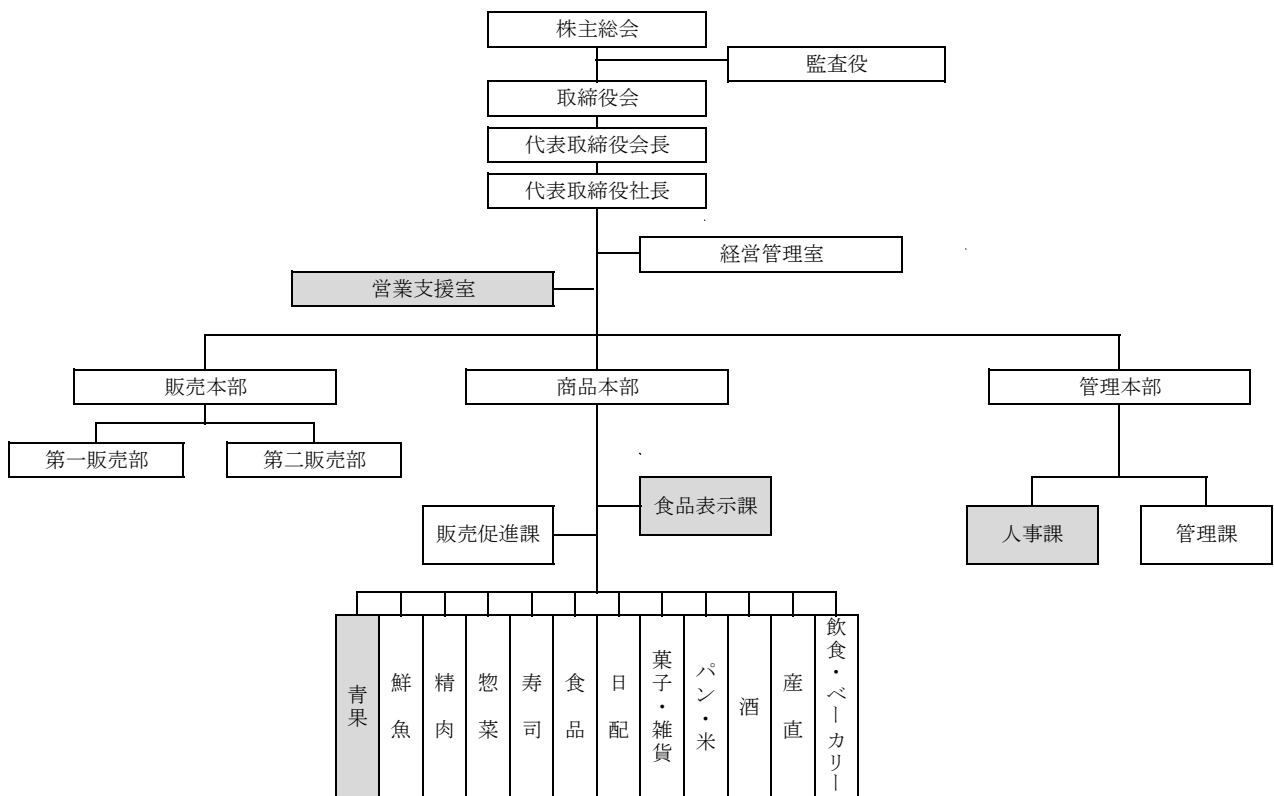 株主総会
監査役
取締役会
代表取締役会長
代表取締役社長
経営管理室
営業支援室
販売本部
商品本部
管理本部
第一販売部
第二販売部
食品表示課
販売促進課
人事課
管理課
青果
鮮魚
精肉
惣菜
寿司
食品
日配
菓子・雑貨
パン・米
酒
産直
飲食・ベーカリー